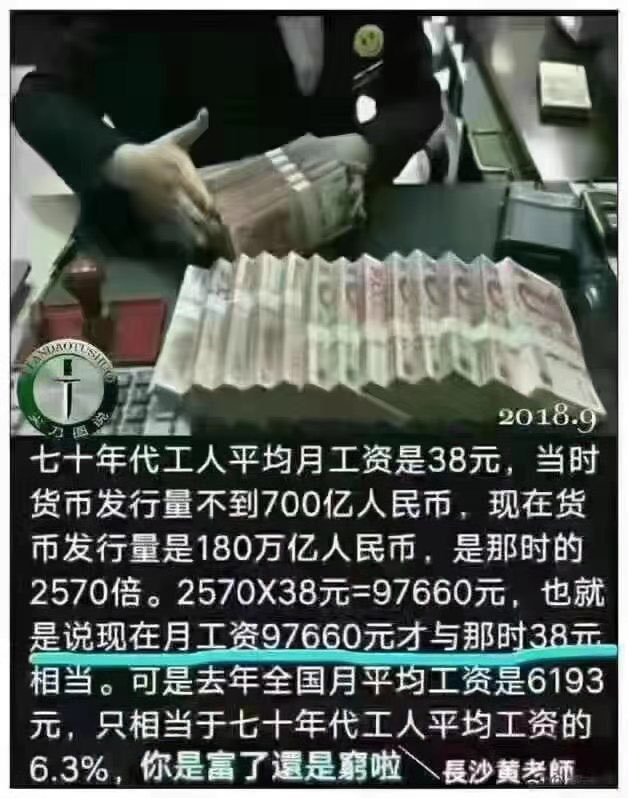 LANDAOTUSHUO
尖刀图说
2018.9
七十年代工人平均月工资是38元，当时
货币发行量不到700亿人民币，现在货
币发行量是180万亿人民币，是那时的
2570倍。2570X38元=97660元，也就
是说现在月工资97660元才与那时38元
相当。可是去年全国月平均工资是6193
元，只相当于七十年代工人平均工资的
6.3%，你是富了還是窮啦 長沙黄老師